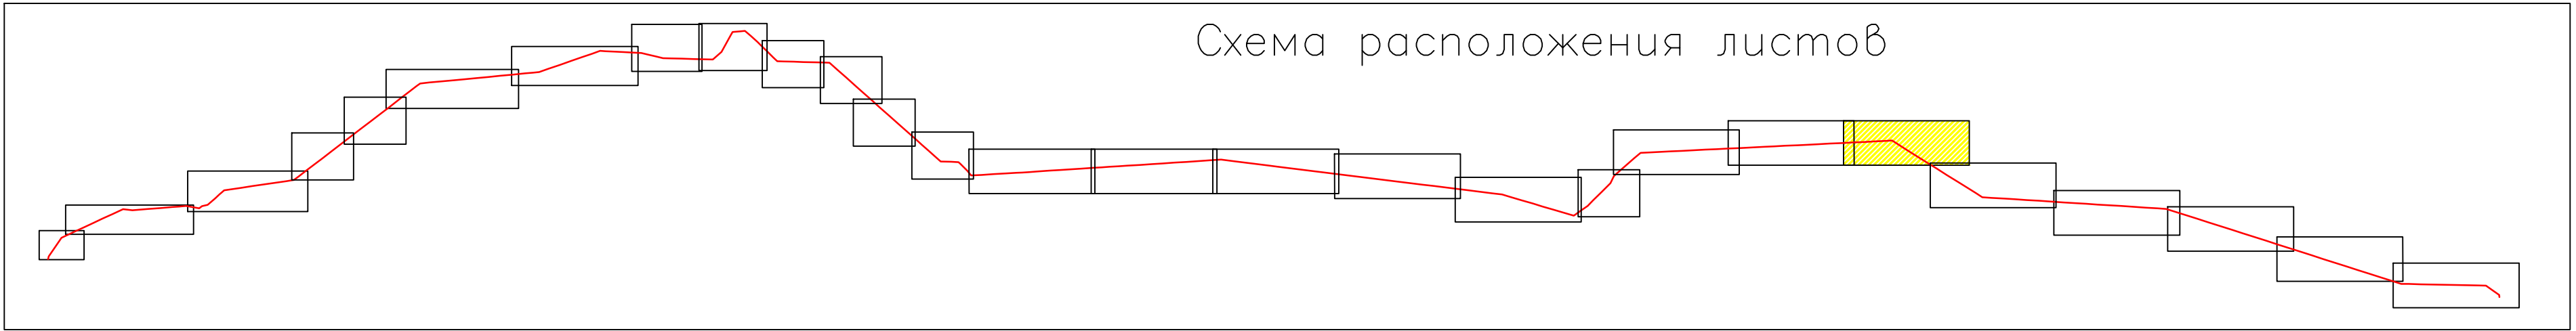 Схема расположения листов